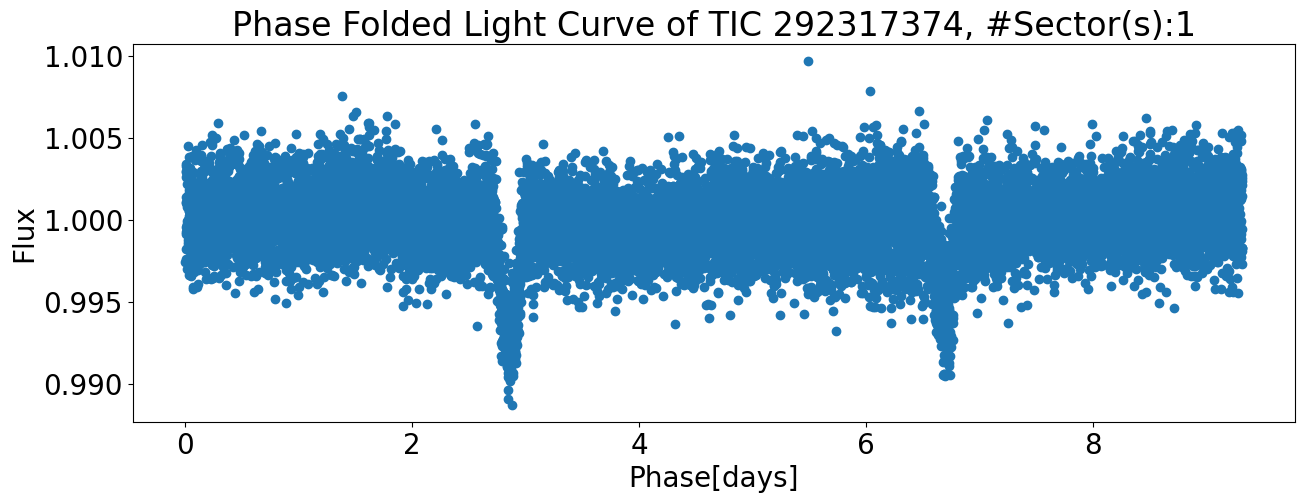 Phase Folded Light Curve of TIC 292317374, #Sector(s):1
1.010
1.005
1.000
0.995
0.990
Flux
0 2 4 6 8
Phase[days]